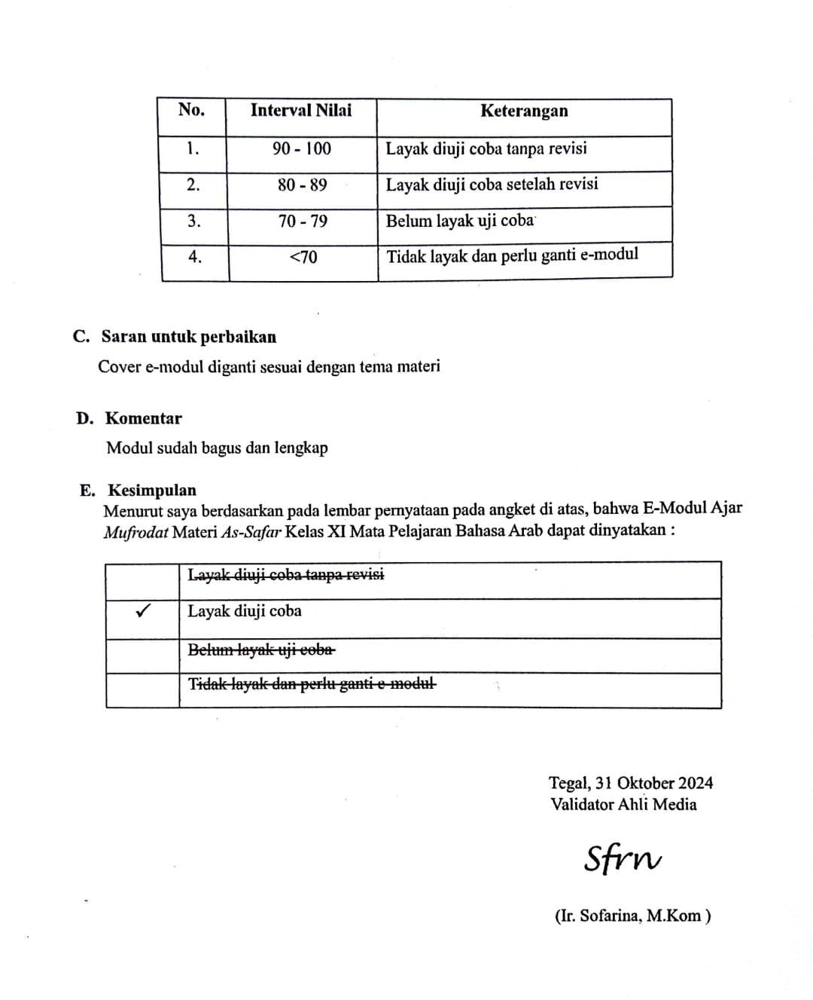 No. Interval Nilai Keterangan
1. 90 - 100 Layak diuji coba tanpa revisi
2. 80 - 89 Layak diuji coba setelah revisi
3. 70 - 79 Belum layak uji coba
4. <70 Tidak layak dan perlu ganti e-modul
C. Saran untuk perbaikan
Cover e-modul diganti sesuai dengan tema materi
D. Komentar
Modul sudah bagus dan lengkap
E. Kesimpulan
Menurut saya berdasarkan pada lembar pernyataan pada angket di atas, bahwa E-Modul Ajar
Mufrodat Materi As-Safar Kelas XI Mata Pelajaran Bahasa Arab dapat dinyatakan :
Layak diuji coba tanpa revisi
✓ Layak diuji coba
Belum layak uji coba
Tidak layak dan perlu ganti e-modul
Tegal, 31 Oktober 2024
Validator Ahli Media
Sfrn
(Ir. Sofarina, M.Kom )